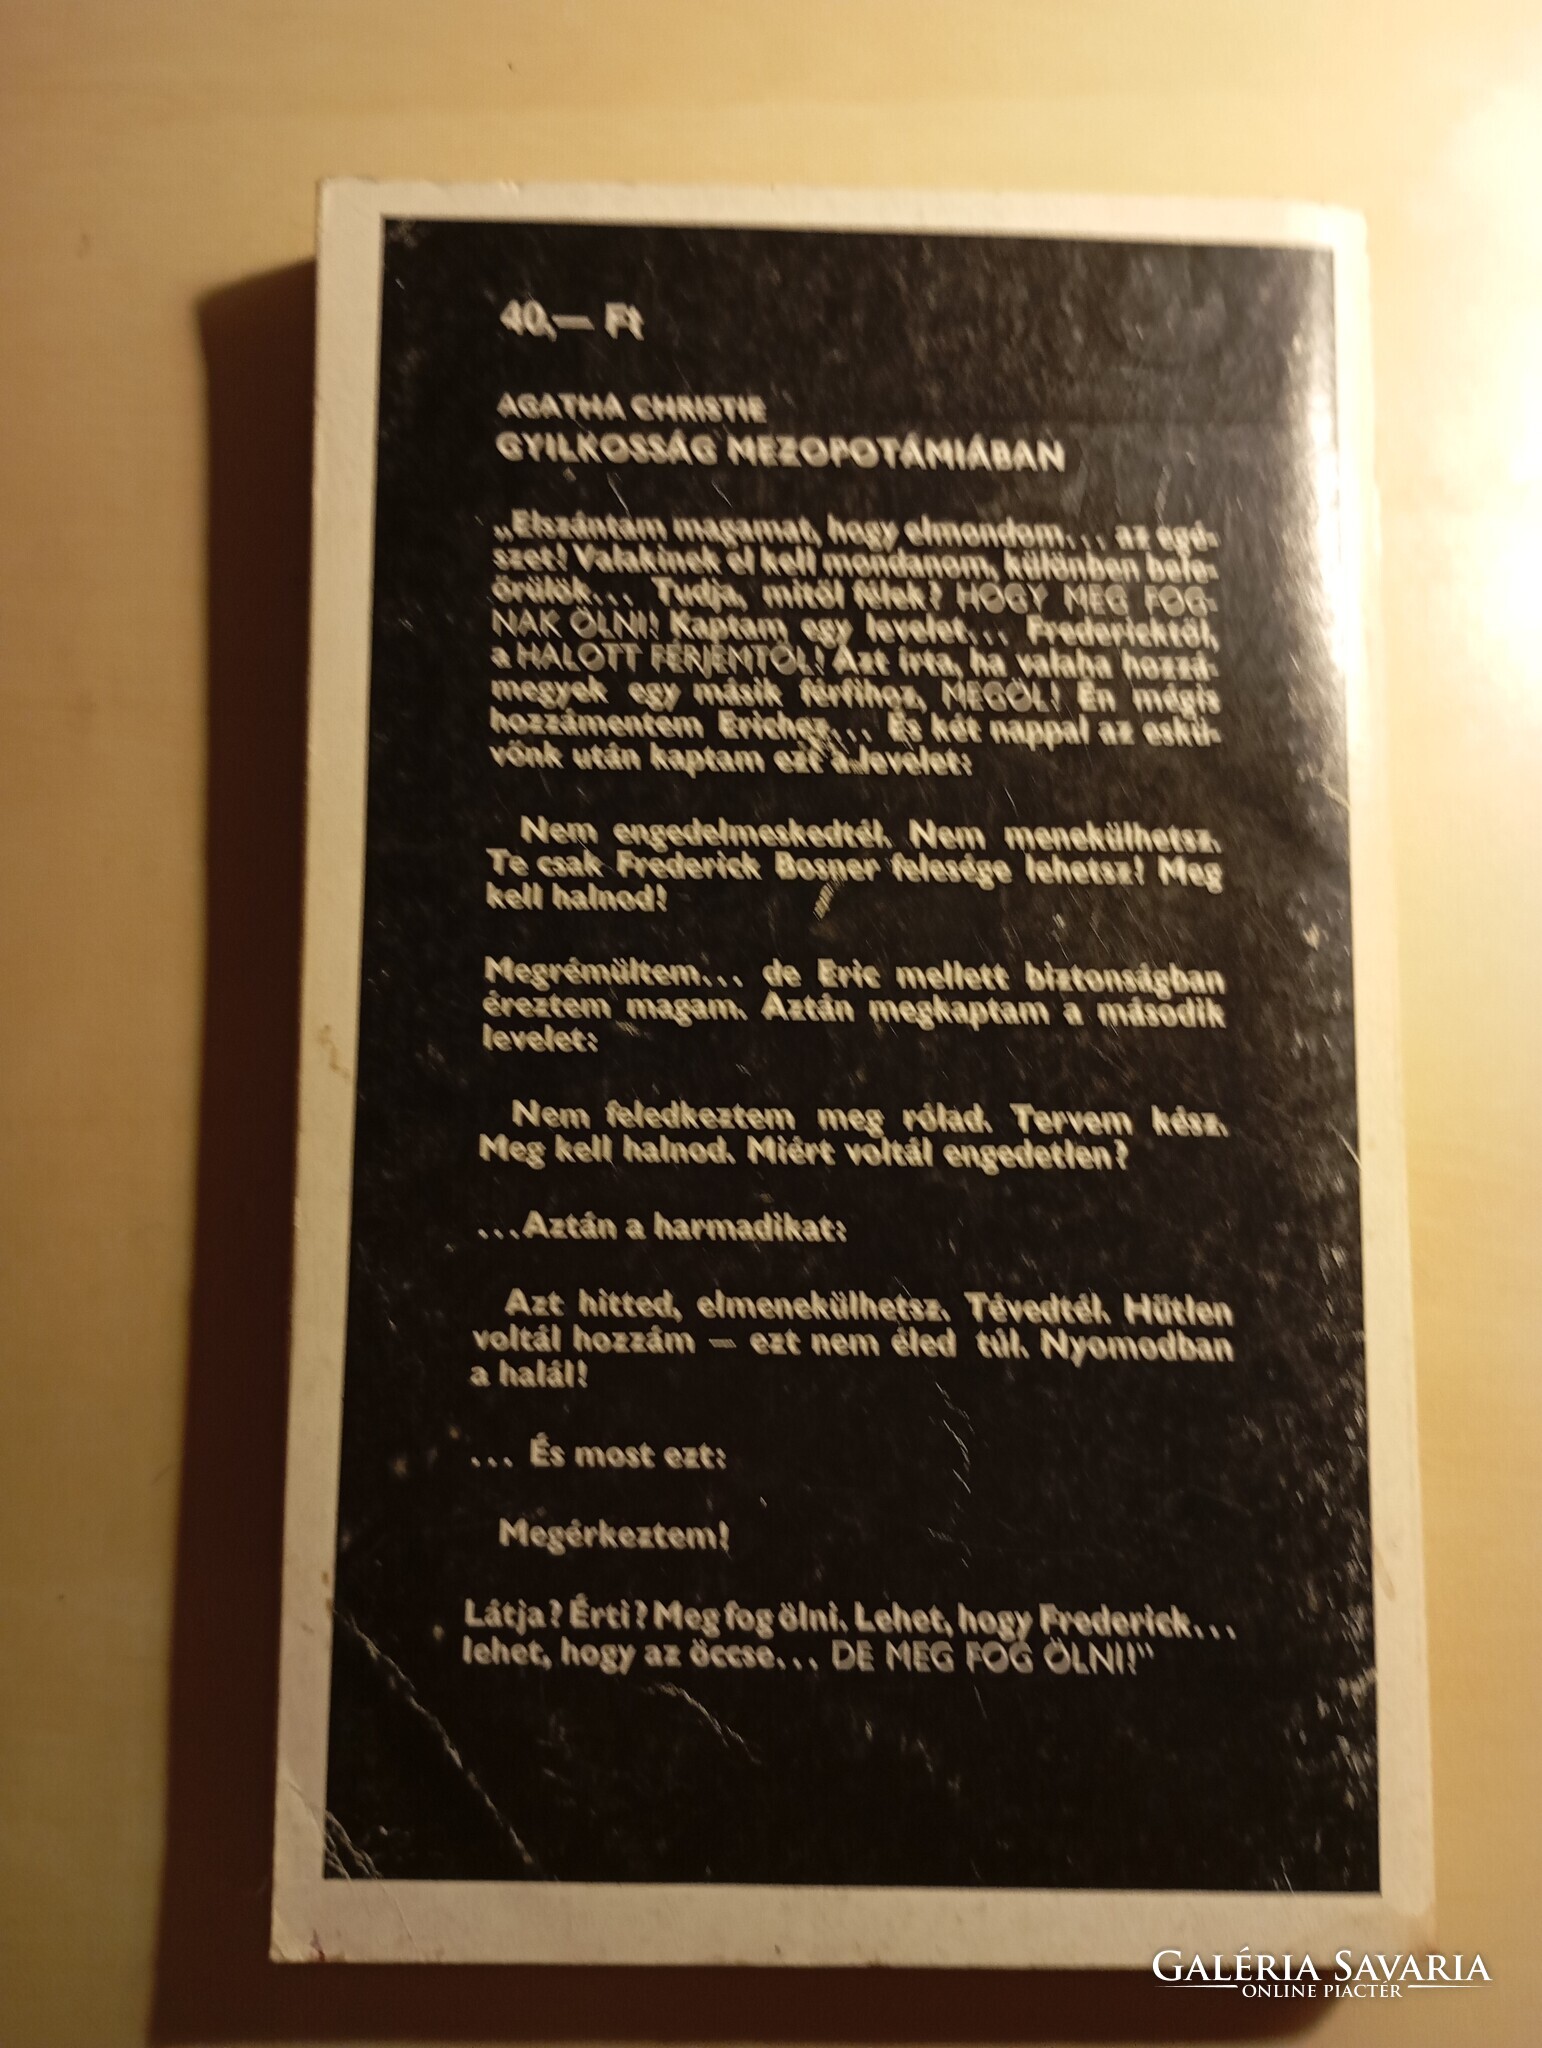 40,— Ft
AGATHA CHRISTIE
GYILKOSSÁG MEZOPOTÁMIÁBAN
„Elszántam magamat, hogy elmondom... az egé-
szet! Valakinek el kell mondanom, különben bele-
őrülök... Tudja, mitől félek? HOGY MEG FOG-
NAK ÖLNI! Kaptam egy levelet... Fredericktől,
a HALOTT FÉRJEMTŐL! Azt írta, ha valaha hozzá-
megyek egy másik férfihoz, MEGÖL! Én mégis
hozzámentem Erichez... És két nappal az eskü-
vőnk után kaptam ezt a levelet:
Nem engedelmeskedtél. Nem menekülhetsz.
Te csak Frederick Bosner felesége lehetsz! Meg
kell halnod!
Megrémültem... de Eric mellett biztonságban
éreztem magam. Aztán megkaptam a második
levelet:
Nem feledkeztem meg rólad. Tervem kész.
Meg kell halnod. Miért voltál engedetlen?
...Aztán a harmadikat:
Azt hitted, elmenekülhetsz. Tévedtél. Hűtlen
voltál hozzám — ezt nem éled túl. Nyomodban
a halál!
... És most ezt:
Megérkeztem!
Látja? Érti? Meg fog ölni. Lehet, hogy Frederick...
lehet, hogy az öccse... DE MEG FOG ÖLNI!”
GALÉRIA SAVARIA
ONLINE PIACTÉR